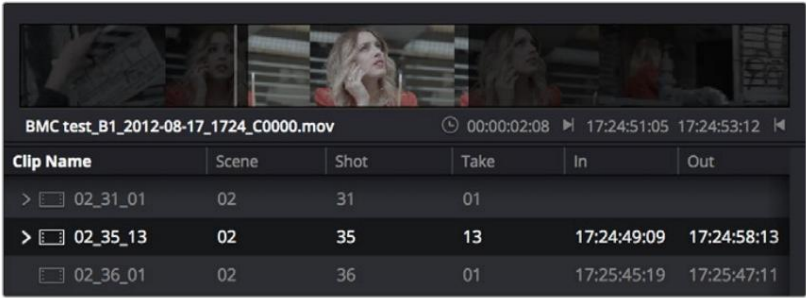 BMC test_B1_2012-08-17_1724_C0000.mov 00:00:02:08 17:24:51:05 17:24:53:12
Clip Name Scene Shot Take In Out
02_31_01 02 31 01
02_35_13 02 35 13 17:24:49:09 17:24:58:13
02_36_01 02 36 01 17:25:45:19 17:25:47:11